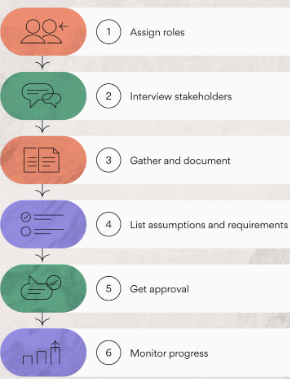 1 Assign roles
2 Interview stakeholders
3 Gather and document
4 List assumptions and requirements
5 Get approval
6 Monitor progress